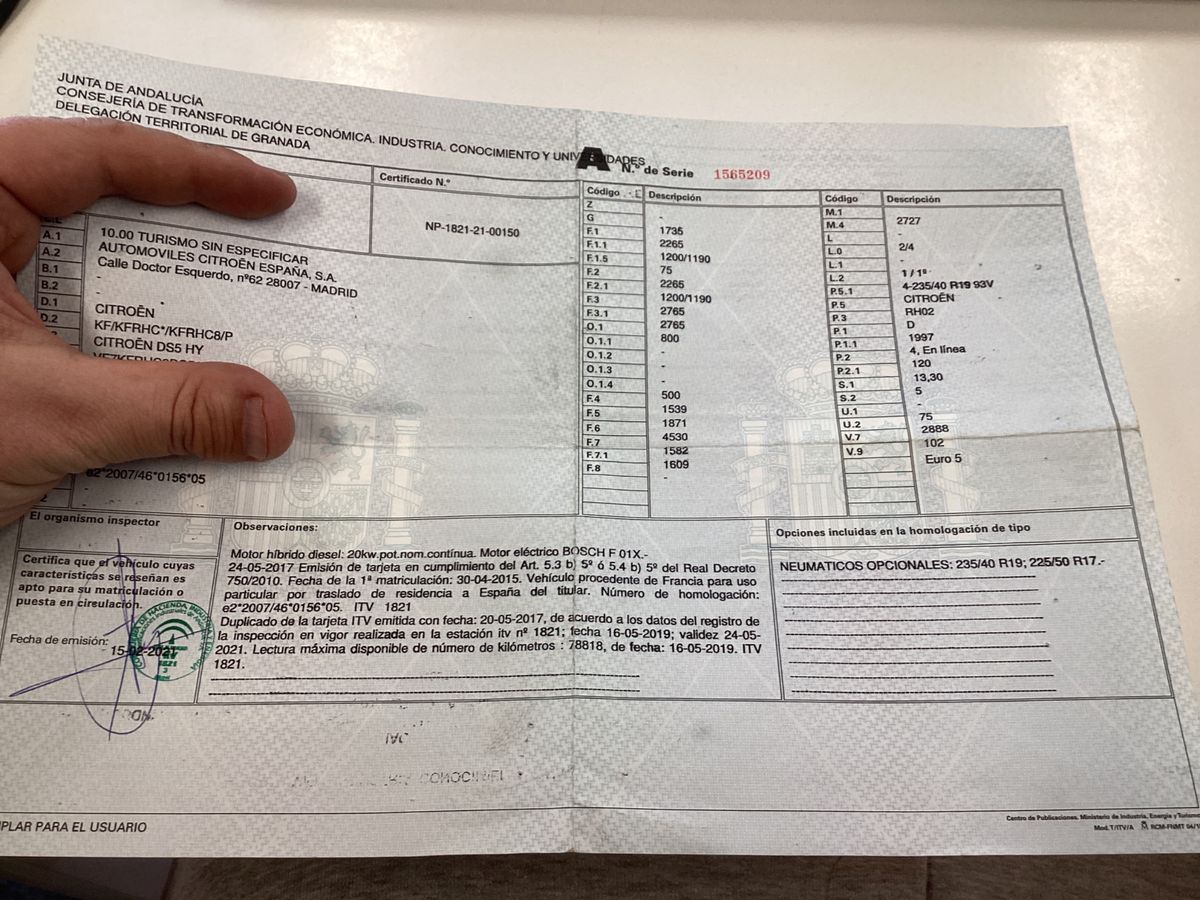 JUNTA DE ANDALUCÍA
CONSEJERÍA DE TRANSFORMACIÓN ECONÓMICA. INDUSTRIA. CONOCIMIENTO Y UNIVERSIDADES
DELEGACIÓN TERRITORIAL DE GRANADA
A N.º de Serie 1565209
Certificado N.º
NP-1821-21-00150
10.00 TURISMO SIN ESPECIFICAR
A.1 AUTOMOVILES CITROËN ESPAÑA, S.A.
A.2 Calle Doctor Esquerdo, nº62 28007 - MADRID
B.1 -
B.2 -
D.1 CITROËN
D.2 KF/KFRHC*/KFRHC8/P
CITROËN DS5 HY
e2*2007/46*0156*05
-
Código Descripción
Z
G -
F.1 1735
F.1.1 2265
F.1.5 1200/1190
F.2 75
F.2.1 2265
F.3 1200/1190
F.3.1 2765
O.1 2765
O.1.1 800
O.1.2 -
O.1.3 -
O.1.4 -
F.4 500
F.5 1539
F.6 1871
F.7 4530
F.7.1 1582
F.8 1609
-
Código Descripción
M.1 2727
M.4 -
L 2/4
L.0 -
L.1 1 / 1ª
L.2 4-235/40 R19 93V
P.5.1 CITROËN
P.5 RH02
P.3 D
P.1 1997
P.1.1 4, En línea
P.2 120
P.2.1 13,30
S.1 5
S.2 -
U.1 75
U.2 2888
V.7 102
V.9 Euro 5
El organismo inspector
Certifica que el vehículo cuyas
características se reseñan es
apto para su matriculación o
puesta en circulación.
Fecha de emisión:
15-02-2021
Observaciones:
Motor híbrido diesel: 20kw.pot.nom.contínua. Motor eléctrico BOSCH F 01X.-
24-05-2017 Emisión de tarjeta en cumplimiento del Art. 5.3 b) 5º ó 5.4 b) 5º del Real Decreto
750/2010. Fecha de la 1ª matriculación: 30-04-2015. Vehículo procedente de Francia para uso
particular por traslado de residencia a España del titular. Número de homologación:
e2*2007/46*0156*05. ITV 1821
Duplicado de la tarjeta ITV emitida con fecha: 20-05-2017, de acuerdo a los datos del registro de
la inspección en vigor realizada en la estación itv nº 1821; fecha 16-05-2019; validez 24-05-
2021. Lectura máxima disponible de número de kilómetros : 78818, de fecha: 16-05-2019. ITV
1821.
Opciones incluidas en la homologación de tipo
NEUMATICOS OPCIONALES: 235/40 R19; 225/50 R17.-
PLAR PARA EL USUARIO
Centro de Publicaciones. Ministerio de Industria, Energía y Turismo
Mod. T/ITV/A